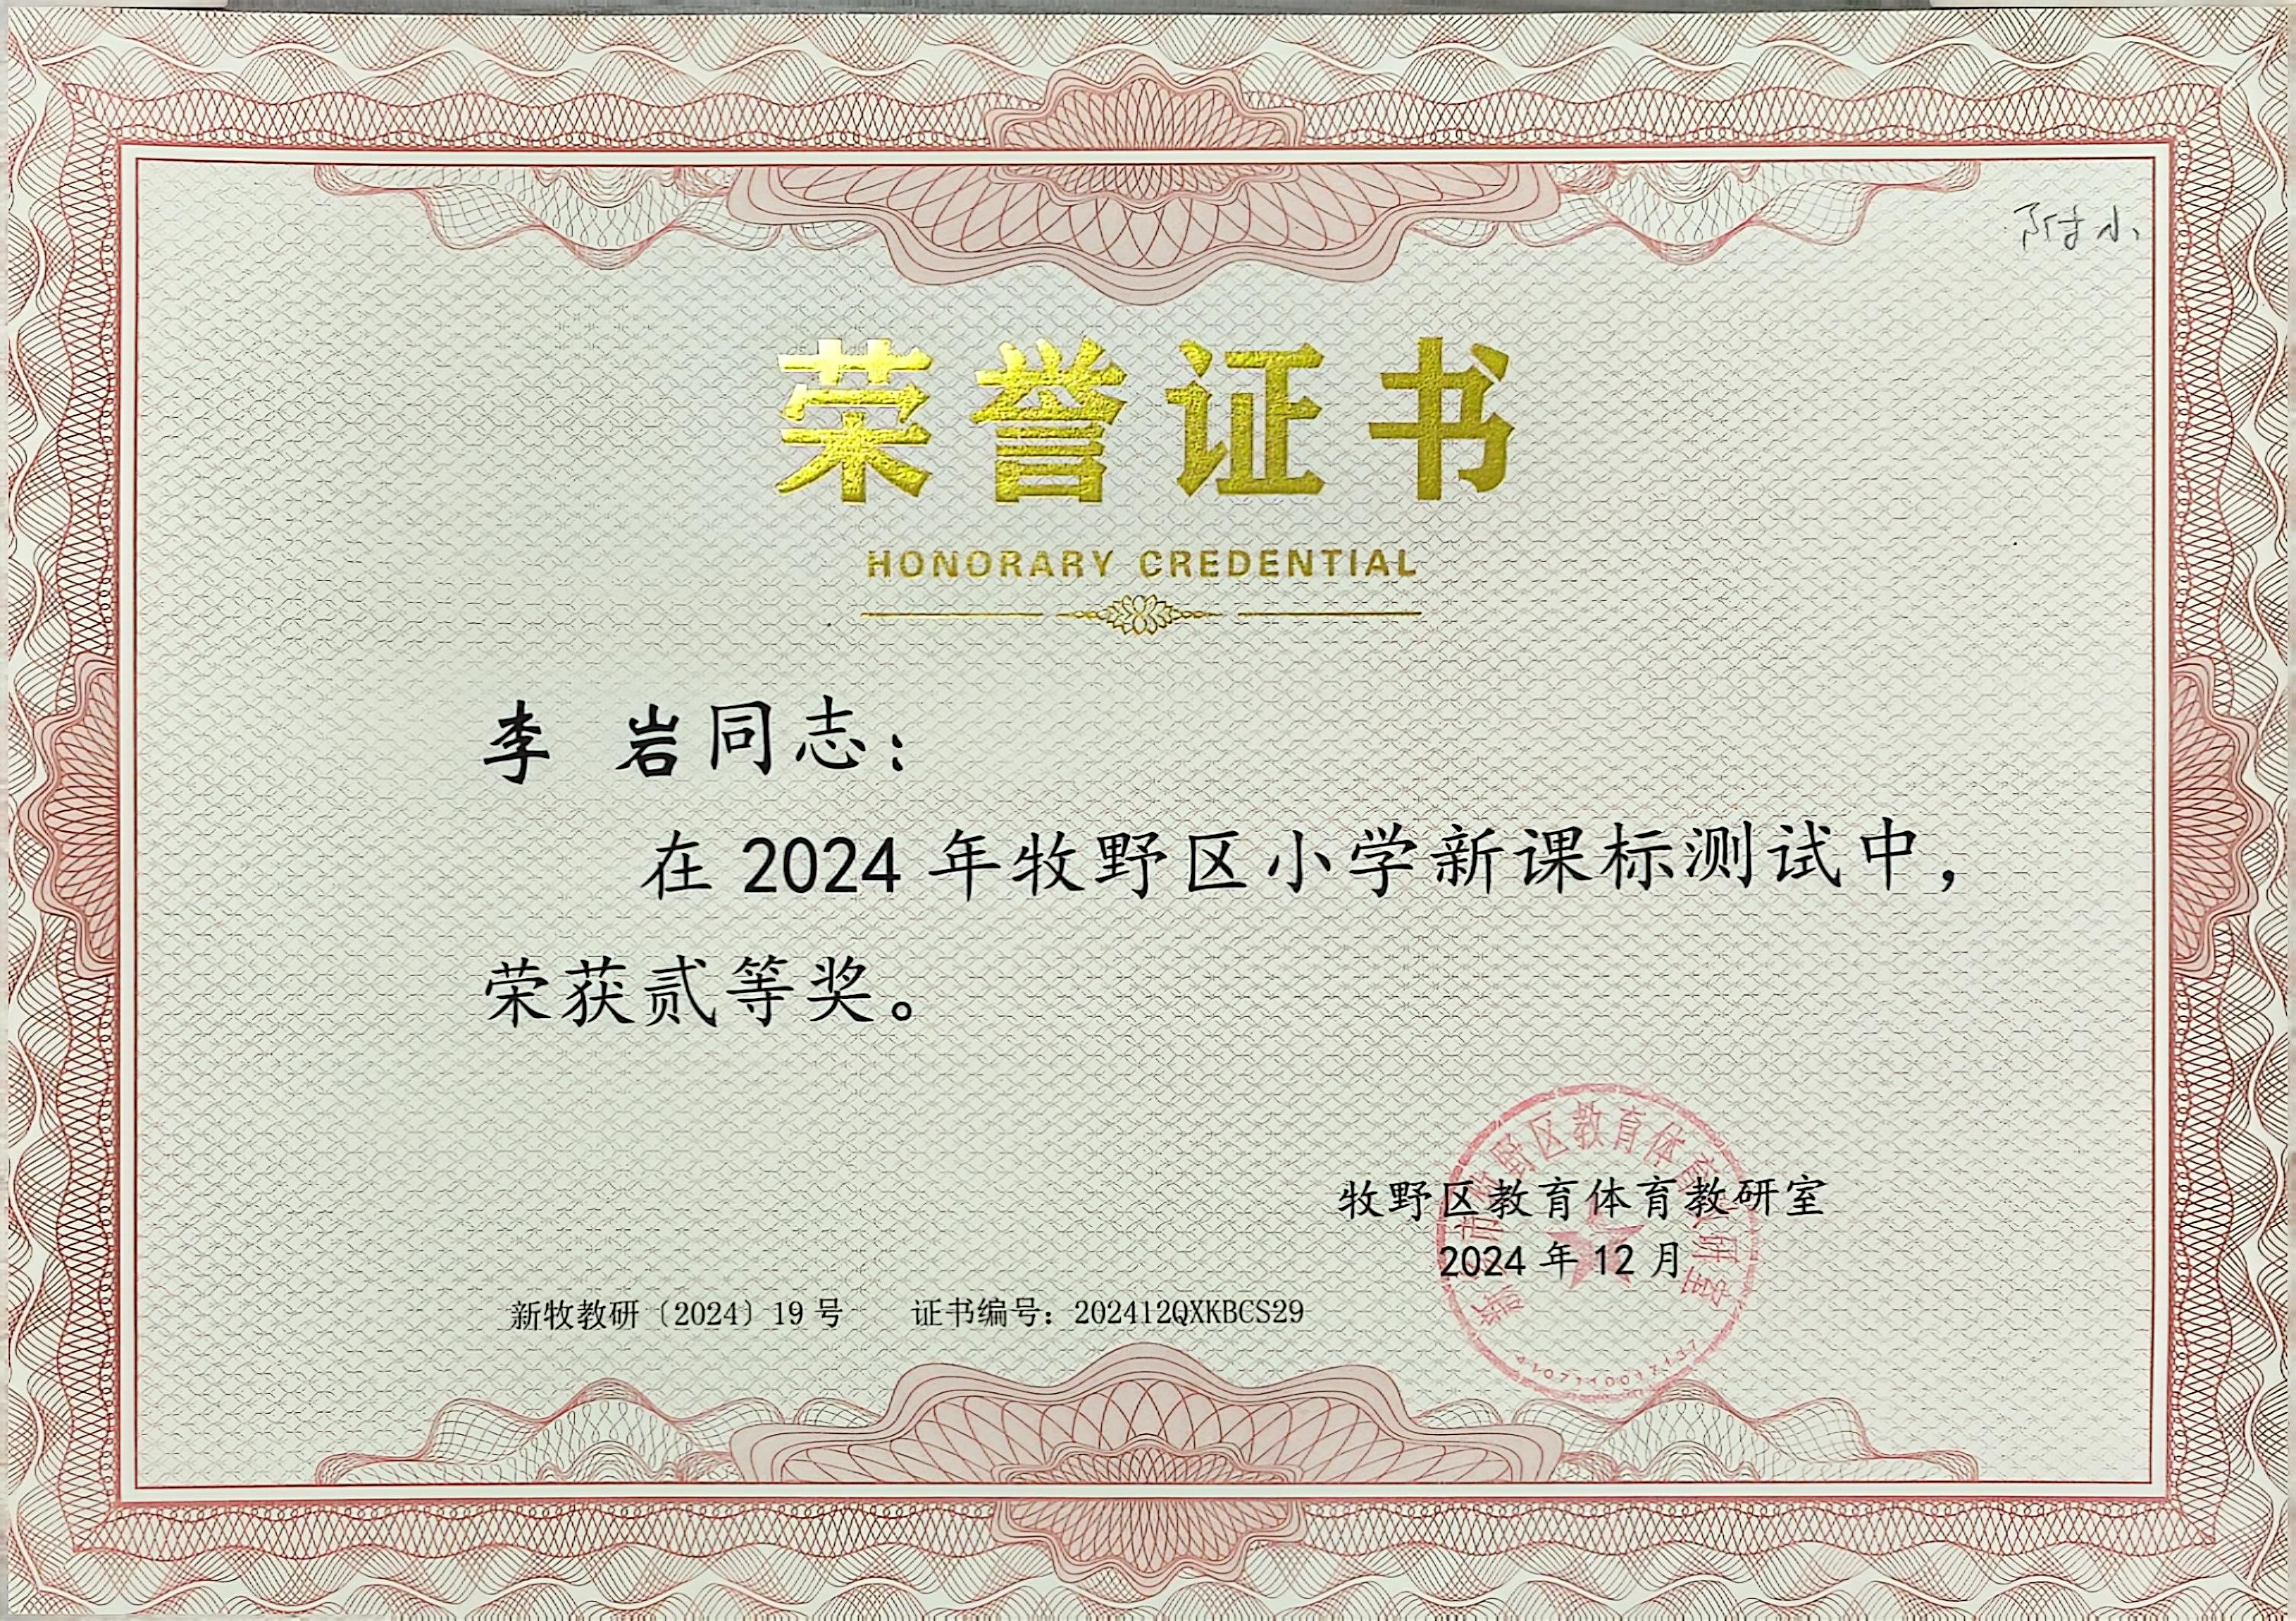 附小
荣誉证书
HONORARY CREDENTIAL
李 岩同志：
在 2024 年牧野区小学新课标测试中，
荣获贰等奖。
牧野区教育体育教研室
2024 年 12 月
新牧教研〔2024〕19 号 证书编号：202412QXKBCS29